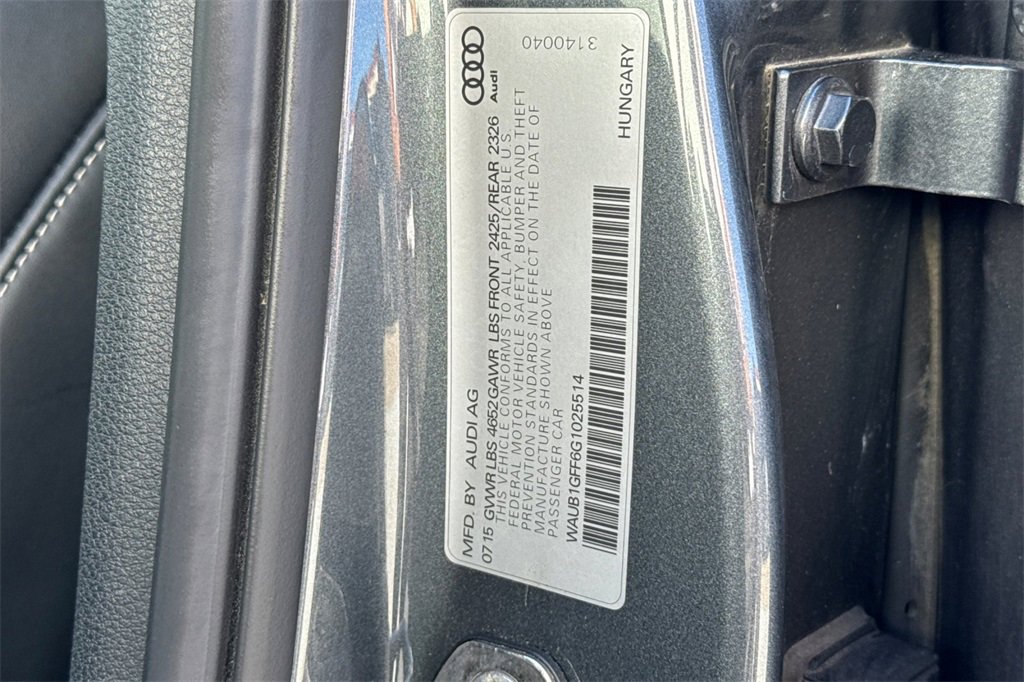 MFD. BY AUDI AG
Audi
0715 GVWR LBS 4652 GAWR LBS FRONT 2425/REAR 2326
THIS VEHICLE CONFORMS TO ALL APPLICABLE U.S.
FEDERAL MOTOR VEHICLE SAFETY, BUMPER AND THEFT
PREVENTION STANDARDS IN EFFECT ON THE DATE OF
MANUFACTURE SHOWN ABOVE
PASSENGER CAR
WAUB1GFF6G1025514
3140040
HUNGARY